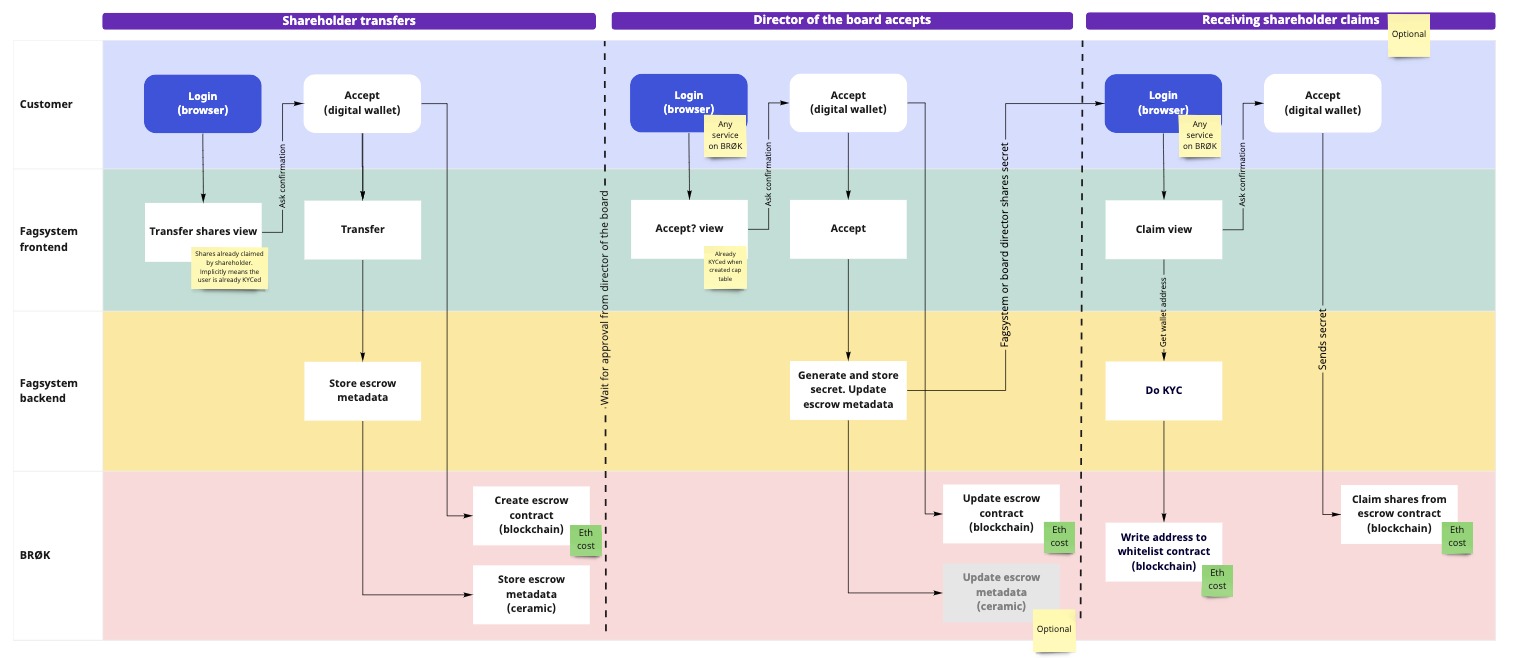 Shareholder transfers
Director of the board accepts
Receiving shareholder claims
Optional
Customer
Login
(browser)
Accept
(digital wallet)
Login
(browser)
Any
service
on BRØK
Accept
(digital wallet)
Login
(browser)
Any
service
on BRØK
Accept
(digital wallet)
Ask confirmation
Ask confirmation
Ask confirmation
Fagsystem
frontend
Transfer shares view
Shares already claimed
by shareholder.
Implicitly means the
user is already KYCed
Transfer
Wait for approval from director of the board
Accept? view
Already
KYCed when
created cap
table
Accept
Fagsystem or board director shares secret
Claim view
Get wallet address
Sends secret
Fagsystem
backend
Store escrow
metadata
Generate and store
secret. Update
escrow metadata
Do KYC
BRØK
Create escrow
contract
(blockchain)
Eth
cost
Store escrow
metadata
(ceramic)
Update escrow
contract
(blockchain)
Eth
cost
Update escrow
metadata
(ceramic)
Optional
Write address to
whitelist contract
(blockchain)
Eth
cost
Claim shares from
escrow contract
(blockchain)
Eth
cost